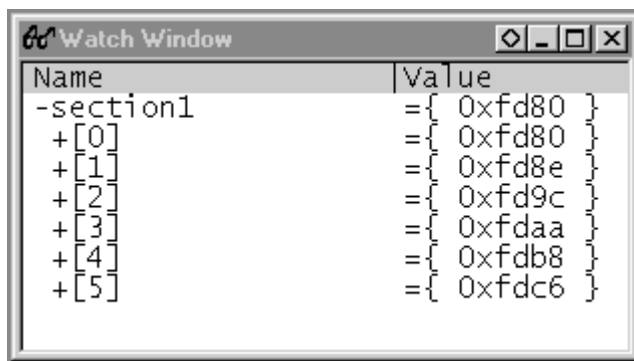 Watch Window
Name Value
-section1 ={ 0xfd80 }
+[0] ={ 0xfd80 }
+[1] ={ 0xfd8e }
+[2] ={ 0xfd9c }
+[3] ={ 0xfdaa }
+[4] ={ 0xfdb8 }
+[5] ={ 0xfdc6 }